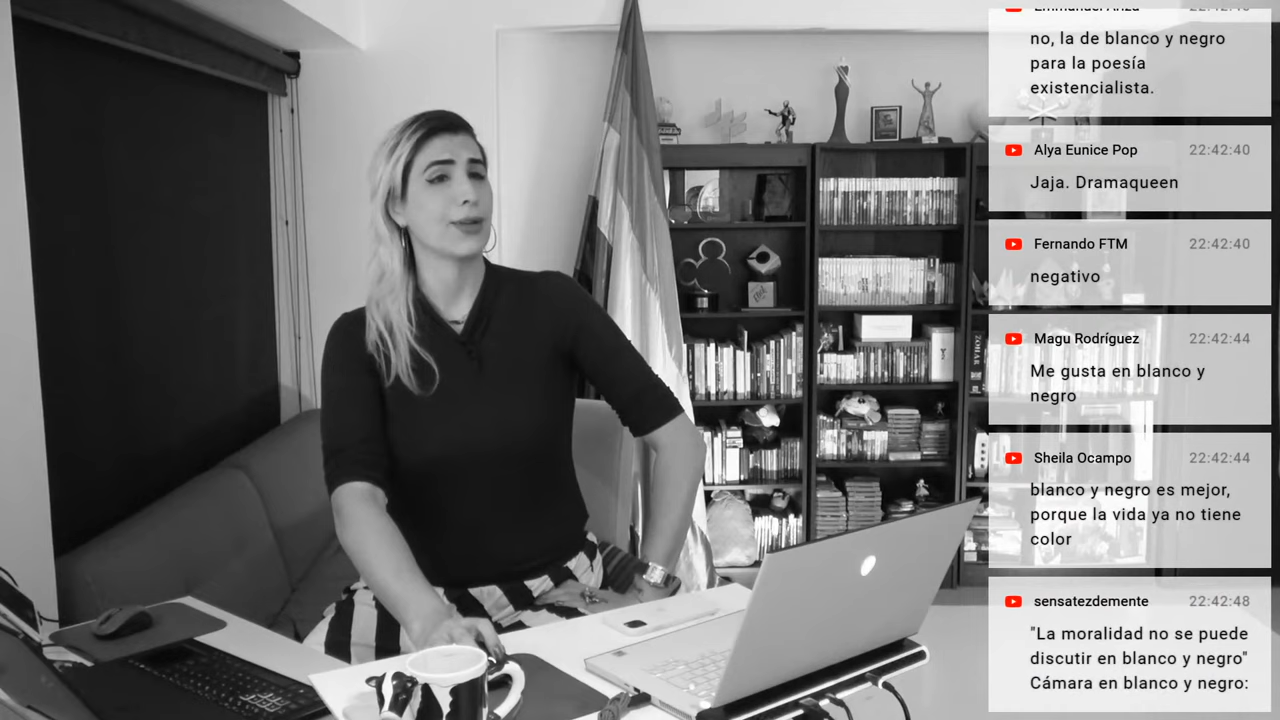 no, la de blanco y negro
para la poesía
existencialista.
Alya Eunice Pop 22:42:40
Jaja. Dramaqueen
Fernando FTM 22:42:40
negativo
Magu Rodríguez 22:42:44
Me gusta en blanco y
negro
Sheila Ocampo 22:42:44
blanco y negro es mejor,
porque la vida ya no tiene
color
sensatezdemente 22:42:48
"La moralidad no se puede
discutir en blanco y negro"
Cámara en blanco y negro:
ZOHAR